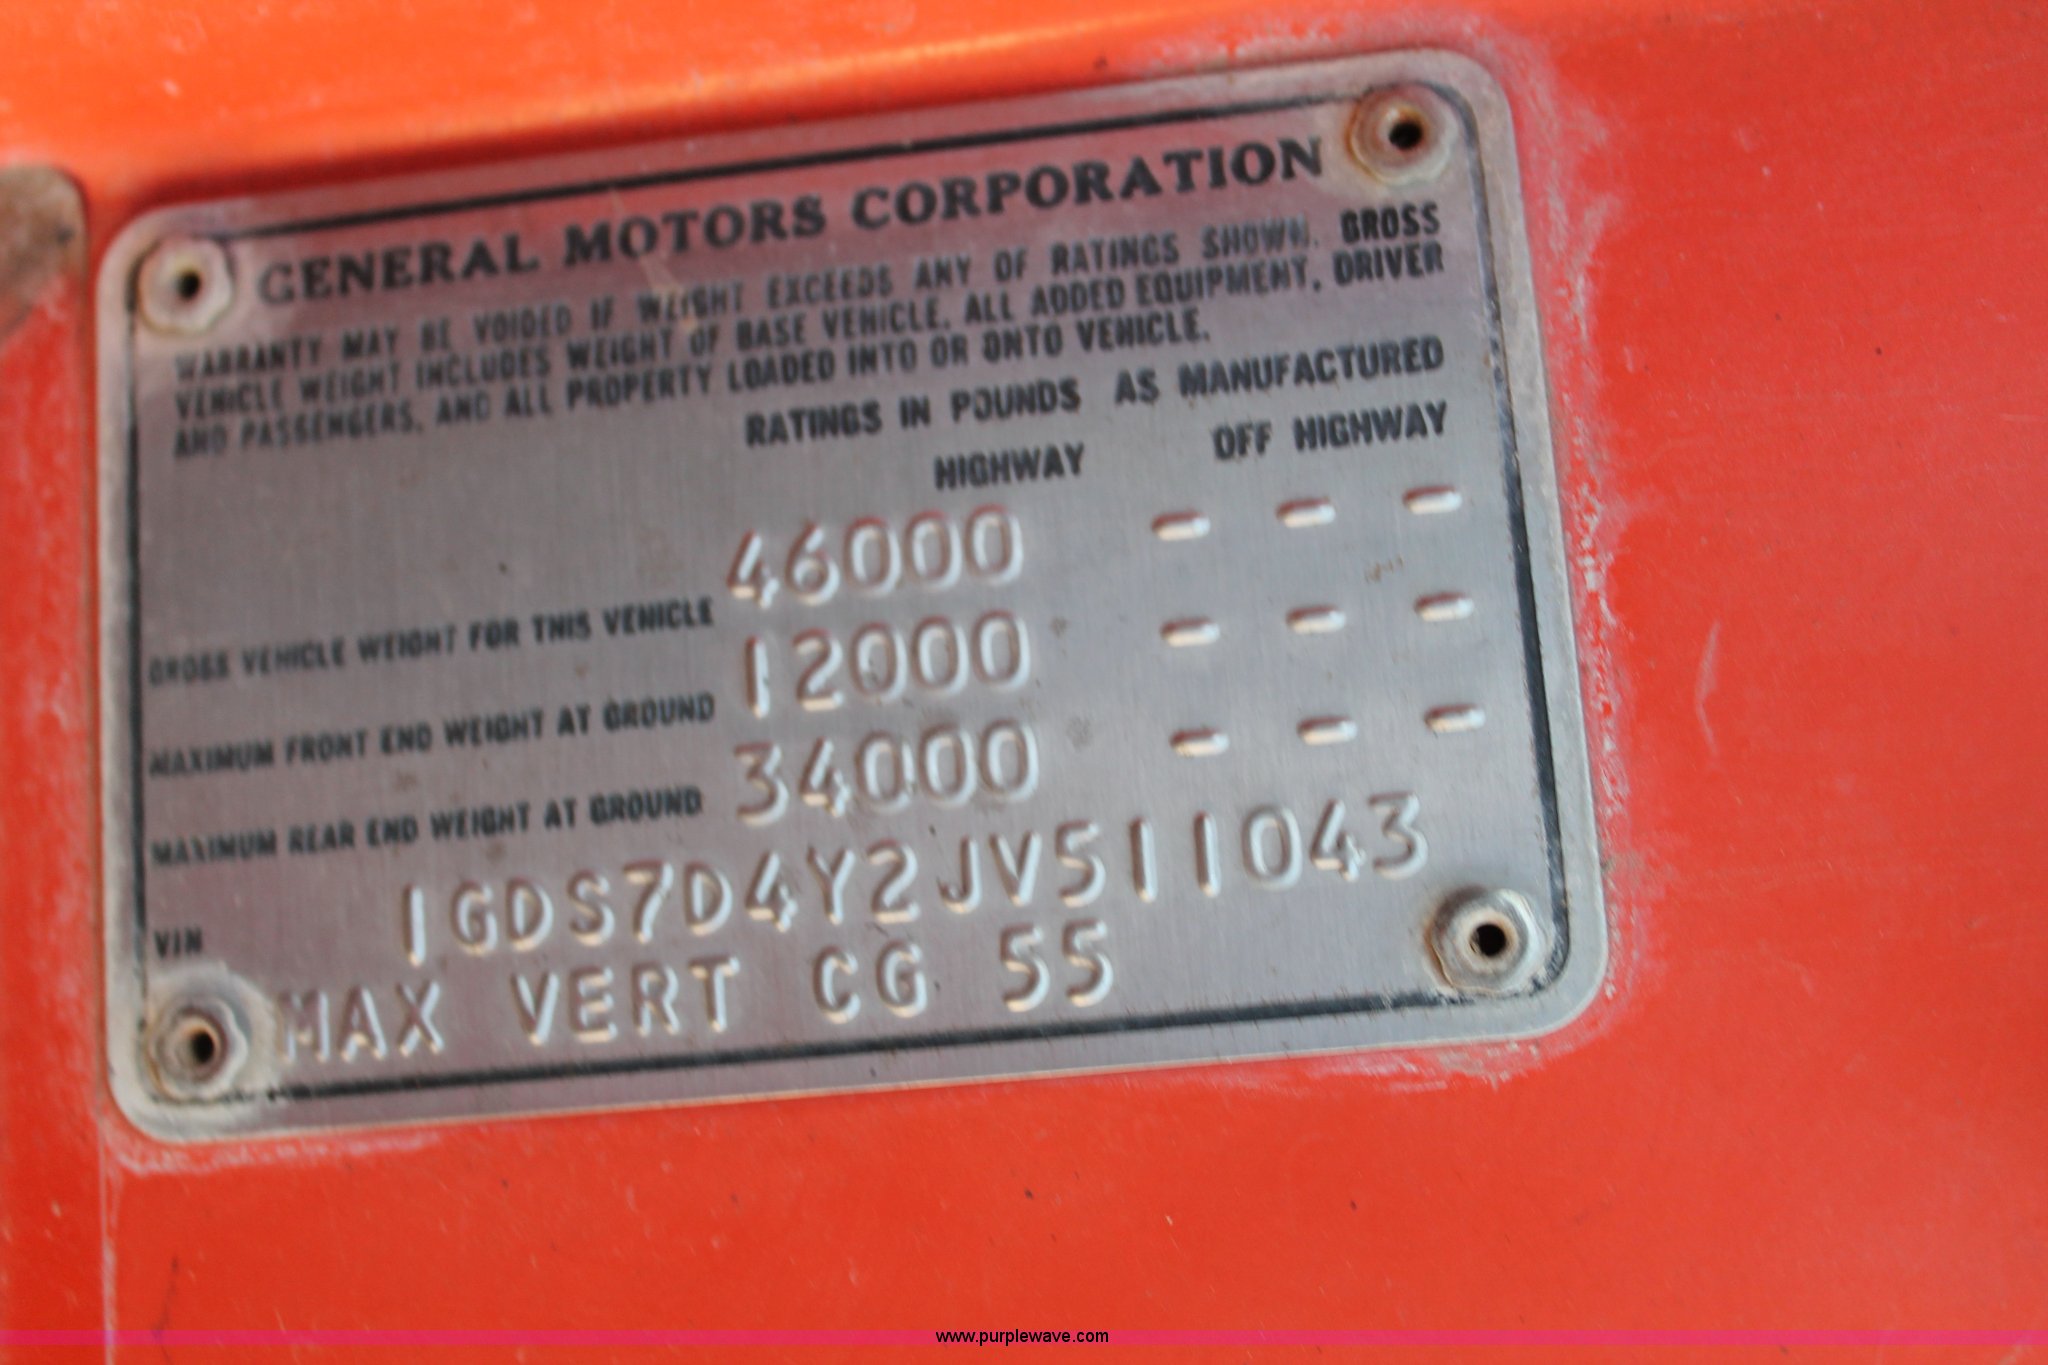 GENERAL MOTORS CORPORATION
WARRANTY MAY BE VOIDED IF WEIGHT EXCEEDS ANY OF RATINGS SHOWN. GROSS
VEHICLE WEIGHT INCLUDES WEIGHT OF BASE VEHICLE, ALL ADDED EQUIPMENT, DRIVER
AND PASSENGERS, AND ALL PROPERTY LOADED INTO OR ONTO VEHICLE.
RATINGS IN POUNDS AS MANUFACTURED
HIGHWAY OFF HIGHWAY
GROSS VEHICLE WEIGHT FOR THIS VEHICLE 46000 - - -
MAXIMUM FRONT END WEIGHT AT GROUND 12000 - - -
MAXIMUM REAR END WEIGHT AT GROUND 34000 - - -
VIN 1GDS7D4Y2JV511043
MAX VERT CG 55
www.purplewave.com